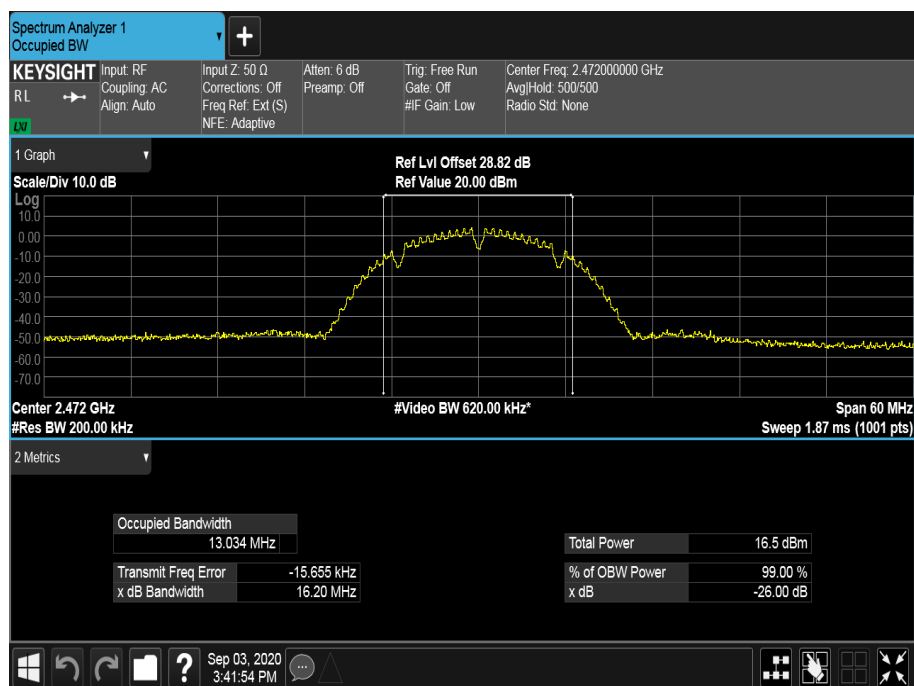 Spectrum Analyzer 1
Occupied BW
+
KEYSIGHT
RL
LXI
Input: RF
Coupling: AC
Align: Auto
Input Z: 50 Ω
Corrections: Off
Freq Ref: Ext (S)
NFE: Adaptive
Atten: 6 dB
Preamp: Off
Trig: Free Run
Gate: Off
#IF Gain: Low
Center Freq: 2.472000000 GHz
Avg|Hold: 500/500
Radio Std: None
1 Graph
Scale/Div 10.0 dB
Ref Lvl Offset 28.82 dB
Ref Value 20.00 dBm
Log
10.0
0.00
-10.0
-20.0
-30.0
-40.0
-50.0
-60.0
-70.0
Center 2.472 GHz
#Video BW 620.00 kHz*
Span 60 MHz
#Res BW 200.00 kHz
Sweep 1.87 ms (1001 pts)
2 Metrics
Occupied Bandwidth
13.034 MHz
Total Power 16.5 dBm
Transmit Freq Error -15.655 kHz
% of OBW Power 99.00 %
x dB Bandwidth 16.20 MHz
x dB -26.00 dB
?
Sep 03, 2020
3:41:54 PM